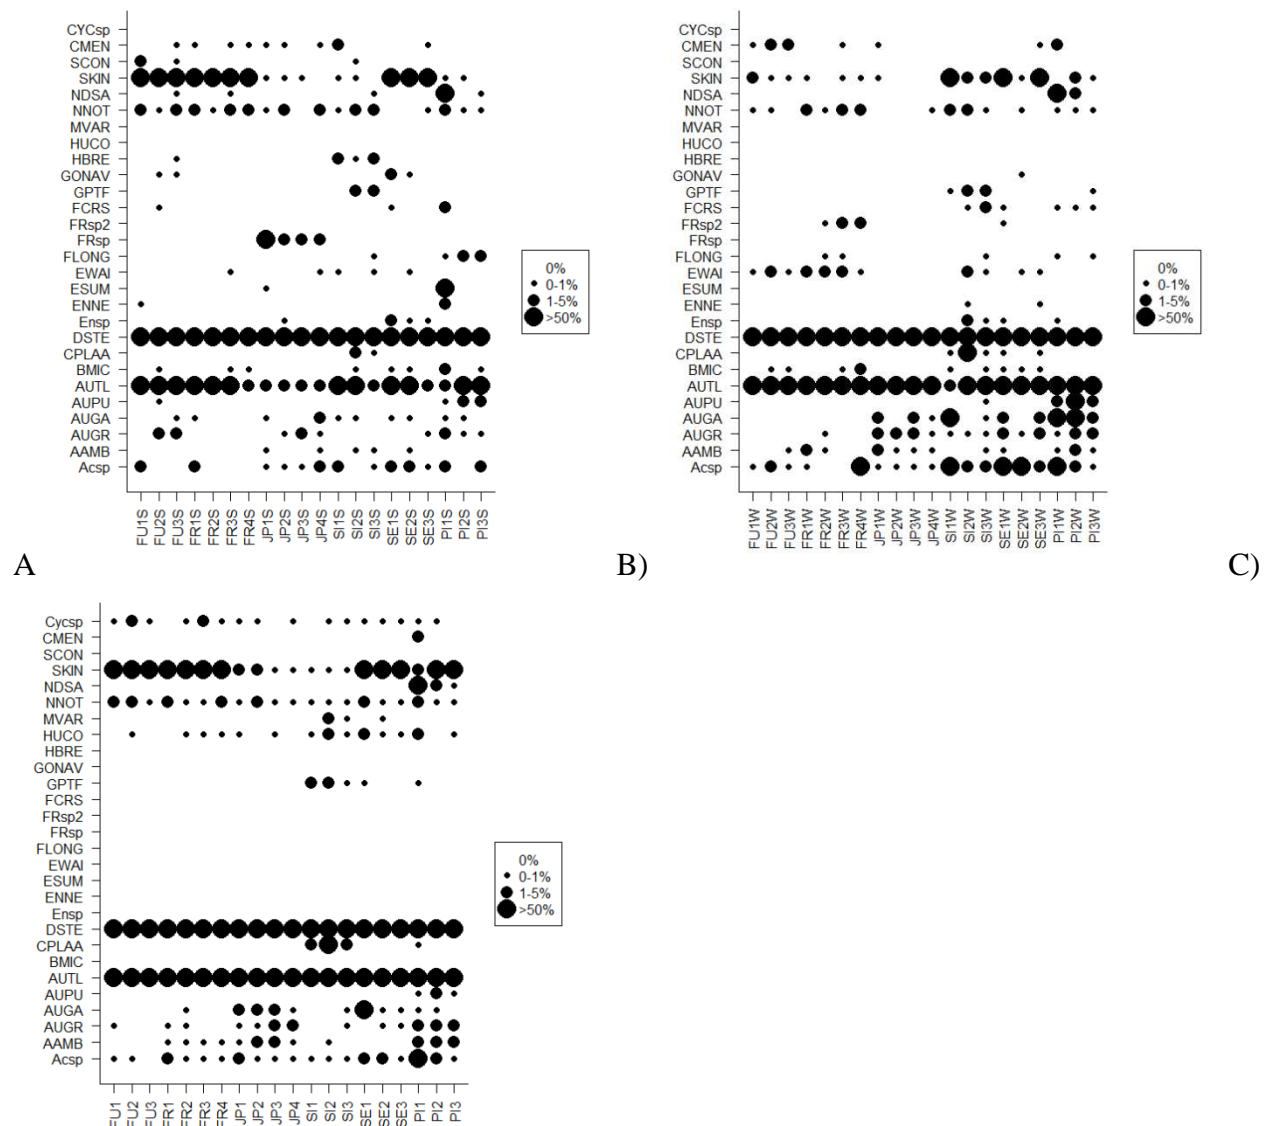 CYCsp
CMEN
SCON
SKIN
NDSA
NNOT
MVAR
HUCO
HBRE
GONAV
GPTF
FCRS
FRsp2
FRsp
FLONG
EWAI
ESUM
ENNE
Ensp
DSTE
CPLAA
BMIC
AUTL
AUPU
AUGA
AUGR
AAMB
Acsp
FU1S FU2S FU3S FR1S FR2S FR3S FR4S JP1S JP2S JP3S JP4S SI1S SI2S SI3S SE1S SE2S SE3S PI1S PI2S PI3S
0%
0-1%
1-5%
>50%
A
CYCsp
CMEN
SCON
SKIN
NDSA
NNOT
MVAR
HUCO
HBRE
GONAV
GPTF
FCRS
FRsp2
FRsp
FLONG
EWAI
ESUM
ENNE
Ensp
DSTE
CPLAA
BMIC
AUTL
AUPU
AUGA
AUGR
AAMB
Acsp
FU1W FU2W FU3W FR1W FR2W FR3W FR4W JP1W JP2W JP3W JP4W SI1W SI2W SI3W SE1W SE2W SE3W PI1W PI2W PI3W
0%
0-1%
1-5%
>50%
B)
C)
Cycsp
CMEN
SCON
SKIN
NDSA
NNOT
MVAR
HUCO
HBRE
GONAV
GPTF
FCRS
FRsp2
FRsp
FLONG
EWAI
ESUM
ENNE
Ensp
DSTE
CPLAA
BMIC
AUTL
AUPU
AUGA
AUGR
AAMB
Acsp
FU1 FU2 FU3 FR1 FR2 FR3 FR4 JP1 JP2 JP3 JP4 SI1 SI2 SI3 SE1 SE2 SE3 PI1 PI2 PI3
0%
0-1%
1-5%
>50%